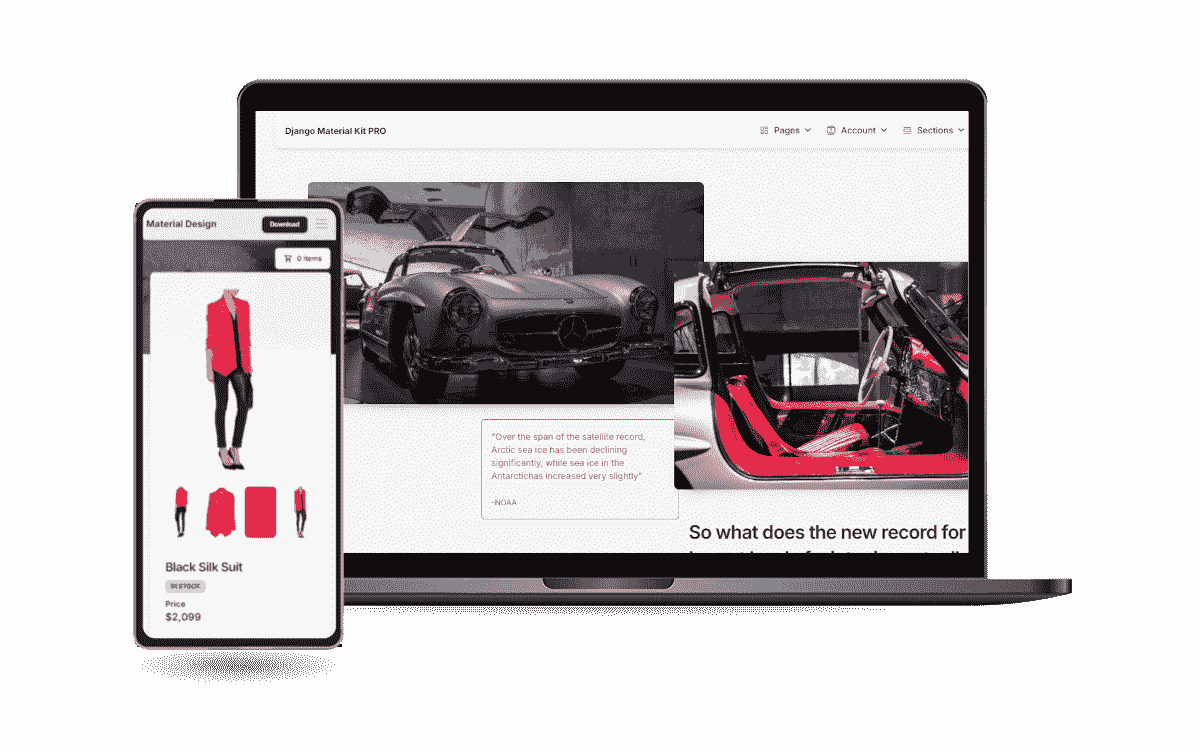 Django Material Kit PRO
Pages
Account
Sections
"Over the span of the satellite record,
Arctic sea ice has been declining
significantly, while sea ice in the
Antarctichas increased very slightly"
-NOAA
So what does the new record for
Material Design
Download
0 items
Black Silk Suit
IN STOCK
Price
$2,099